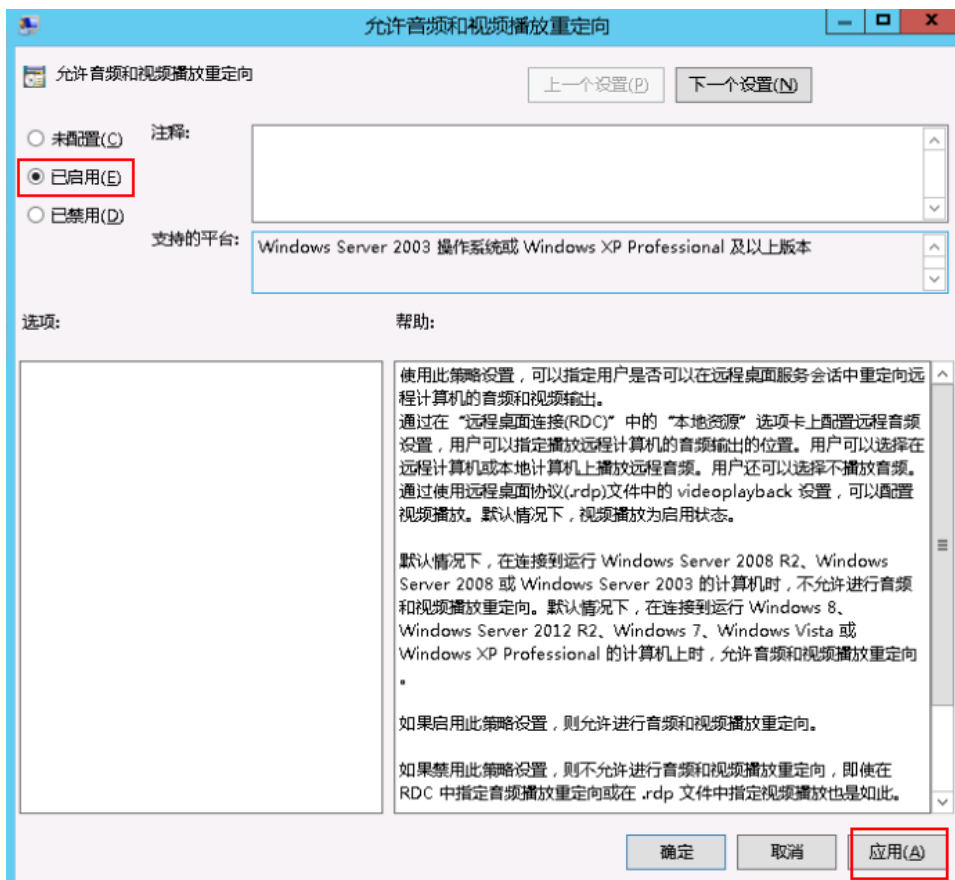 允许音频和视频播放重定向
允许音频和视频播放重定向
上一个设置(P)
下一个设置(N)
未配置(C)
注释:
已启用(E)
已禁用(D)
支持的平台:
Windows Server 2003 操作系统或 Windows XP Professional 及以上版本
选项:
帮助:
使用此策略设置，可以指定用户是否可以在远程桌面服务会话中重定向远
程计算机的音频和视频输出。
通过在“远程桌面连接(RDC)”中的“本地资源”选项卡上配置远程音频
设置，用户可以指定播放远程计算机的音频输出的位置。用户可以选择在
远程计算机或本地计算机上播放远程音频。用户还可以选择不播放音频。
通过使用远程桌面协议(.rdp)文件中的 videoplayback 设置，可以配置
视频播放。默认情况下，视频播放为启用状态。
默认情况下，在连接到运行 Windows Server 2008 R2、Windows
Server 2008 或 Windows Server 2003 的计算机时，不允许进行音频
和视频播放重定向。默认情况下，在连接到运行 Windows 8、
Windows Server 2012 R2、Windows 7、Windows Vista 或
Windows XP Professional 的计算机上时，允许音频和视频播放重定向
。
如果启用此策略设置，则允许进行音频和视频播放重定向。
如果禁用此策略设置，则不允许进行音频和视频播放重定向，即使在
RDC 中指定音频播放重定向或在 .rdp 文件中指定视频播放也是如此。
确定
取消
应用(A)